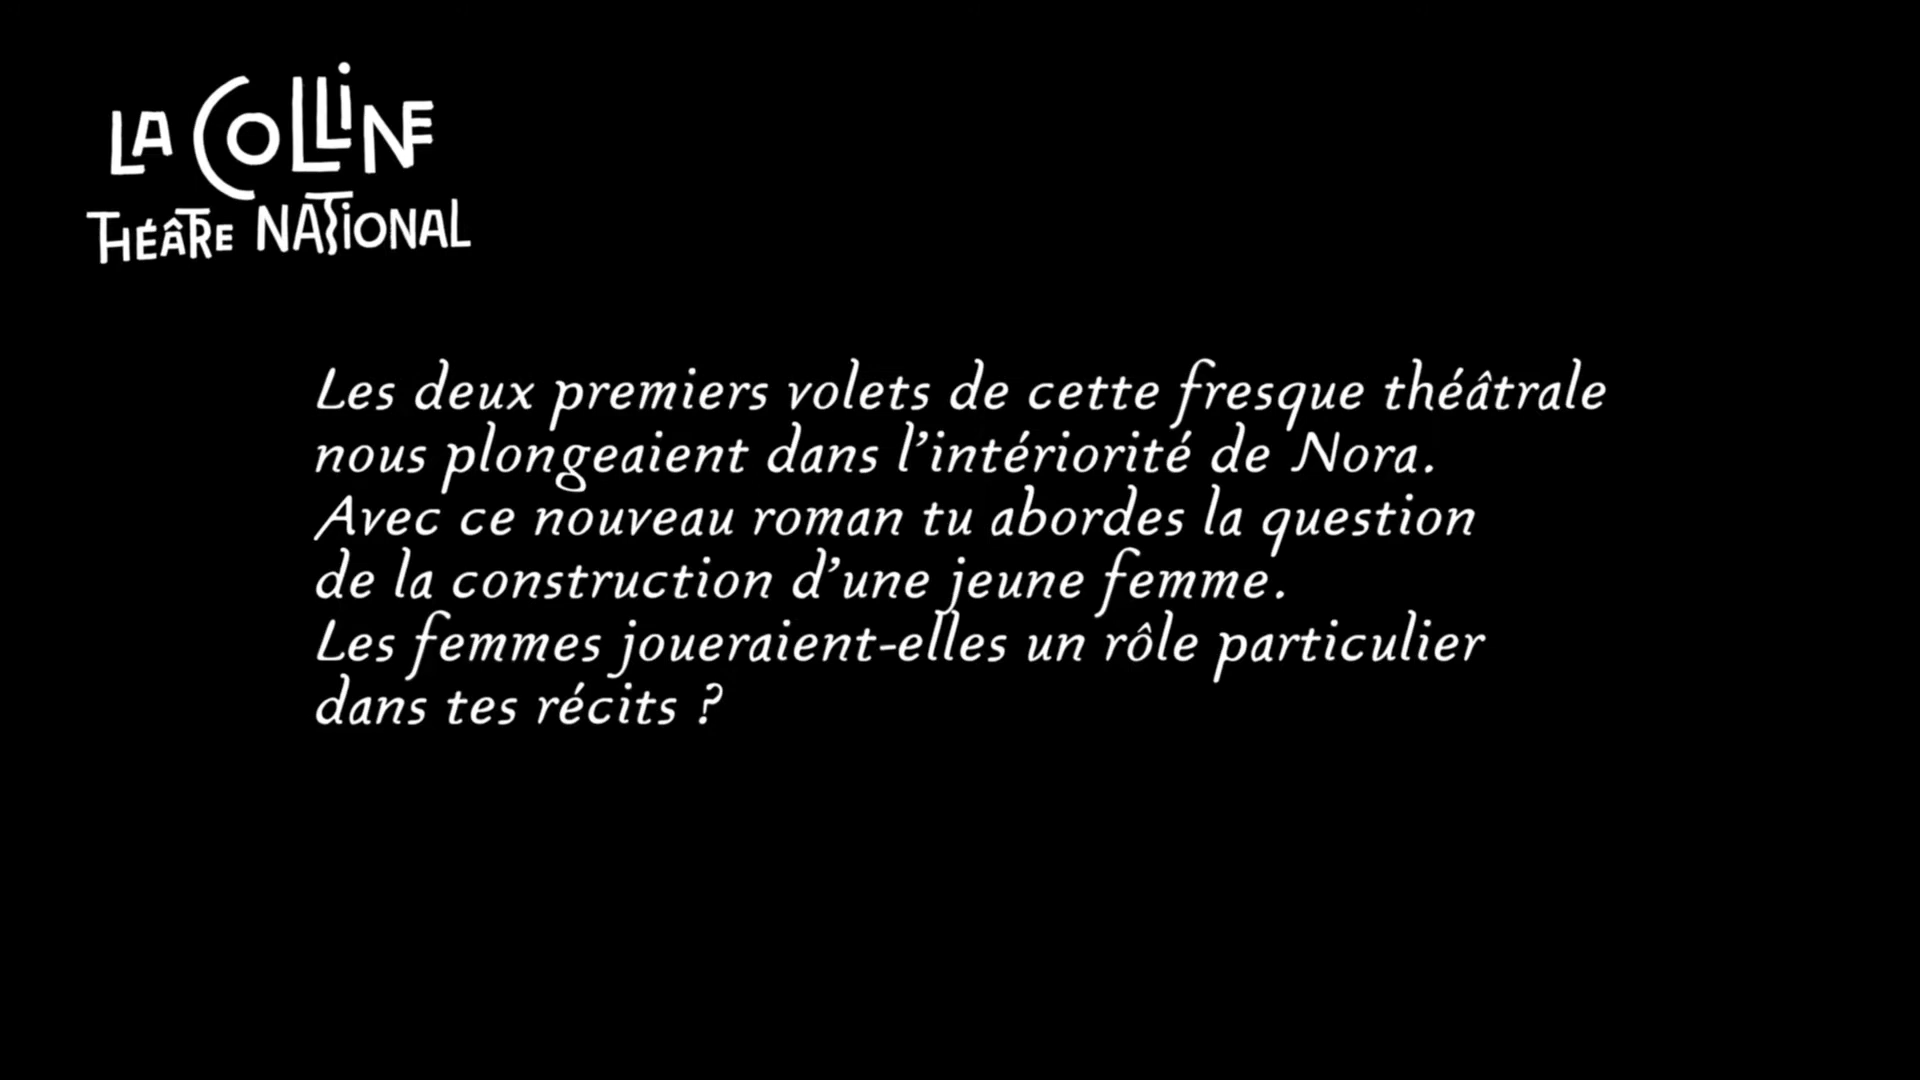 LA COLLINE
THÉÂTRE NATIONAL
Les deux premiers volets de cette fresque théâtrale
nous plongeaient dans l’intériorité de Nora.
Avec ce nouveau roman tu abordes la question
de la construction d’une jeune femme.
Les femmes joueraient-elles un rôle particulier
dans tes récits ?